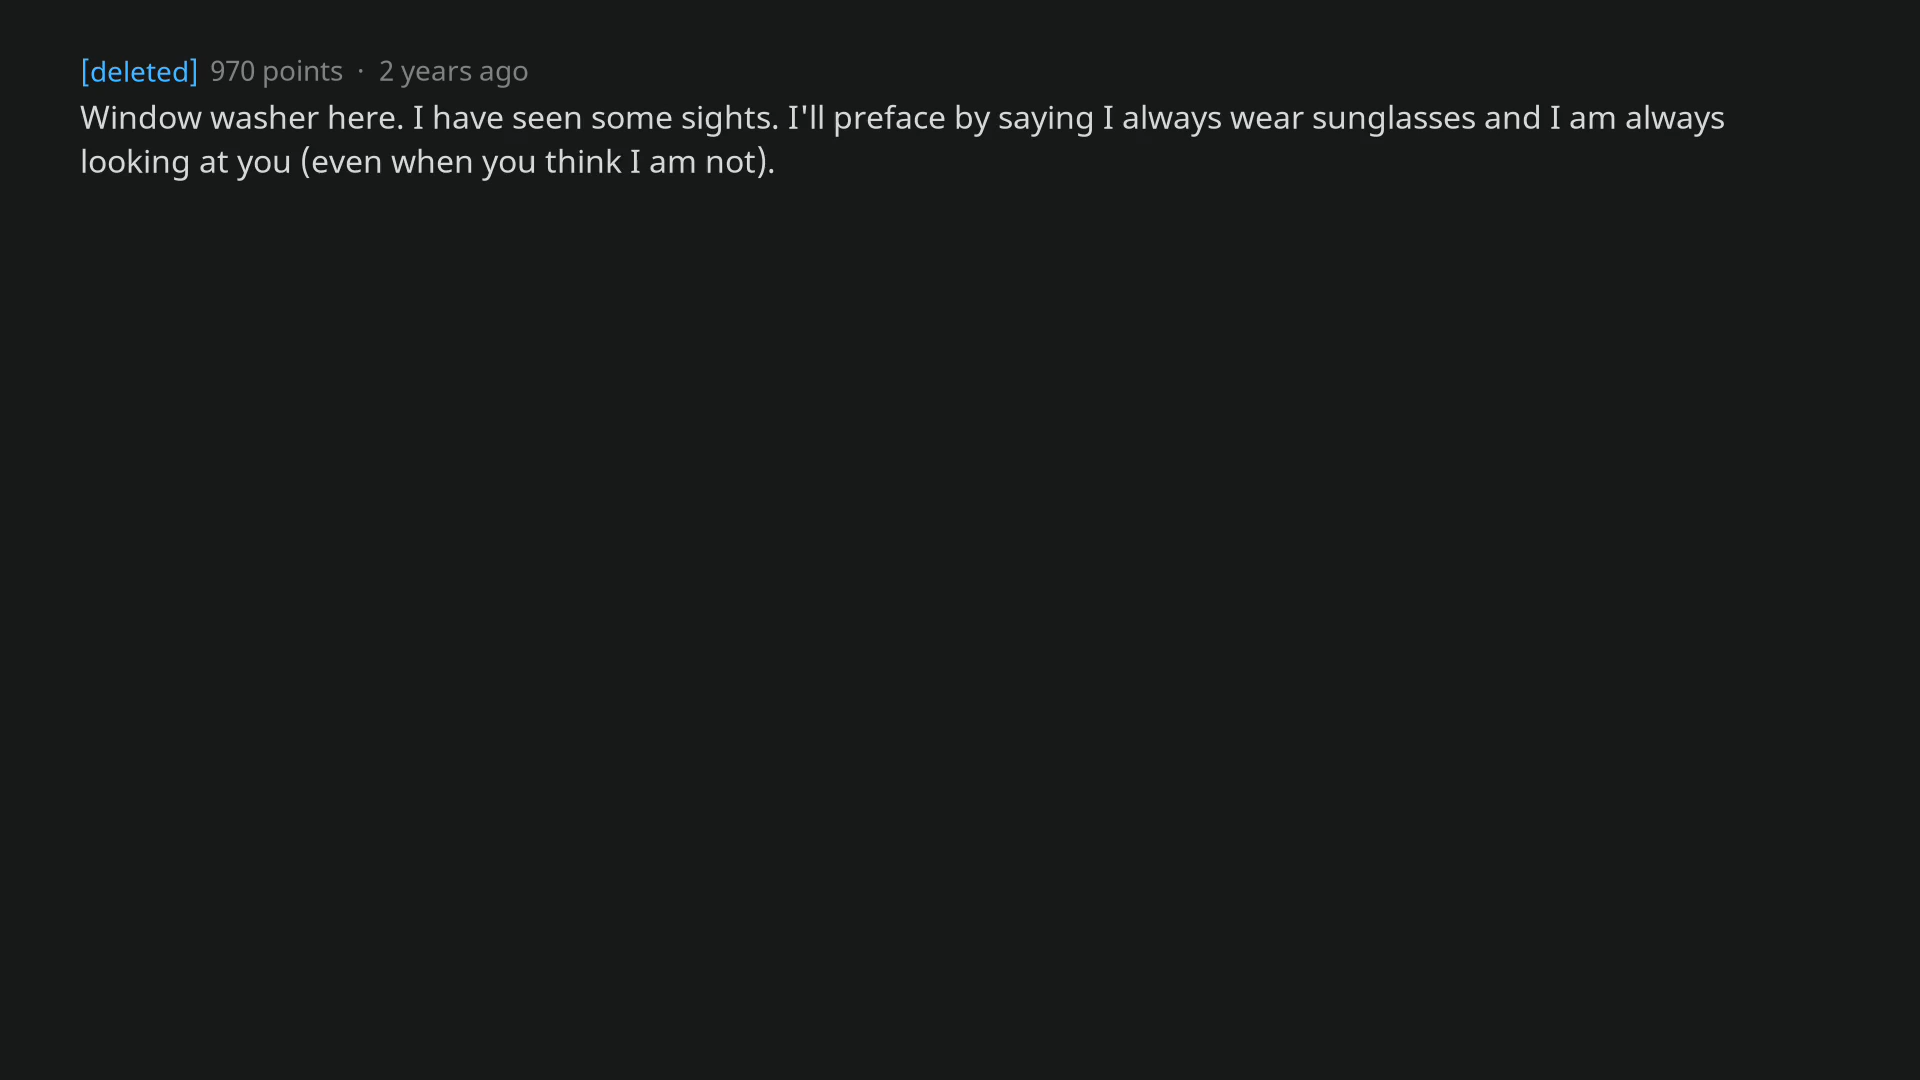 [deleted] 970 points · 2 years ago
Window washer here. I have seen some sights. I'll preface by saying I always wear sunglasses and I am always
looking at you (even when you think I am not).